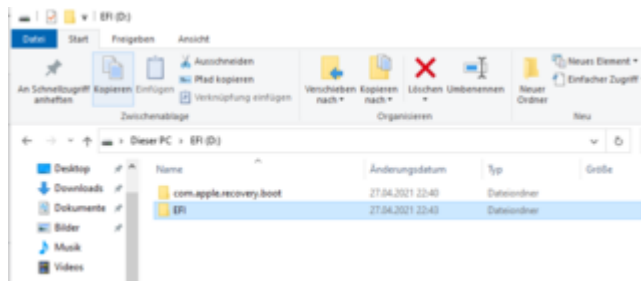 EFI (D:)
Datei Start Freigeben Ansicht
An Schnellzugriff anheften
Kopieren
Einfügen
Ausschneiden
Pfad kopieren
Verknüpfung einfügen
Verschieben nach
Kopieren nach
Löschen
Umbenennen
Neuer Ordner
Neues Element
Einfacher Zugriff
Zwischenablage Organisieren Neu
Dieser PC > EFI (D:)
Name Änderungsdatum Typ Größe
Desktop
Downloads
Dokumente
Bilder
Musik
Videos
com.apple.recovery.boot 27.04.2021 22:40 Dateiordner
EFI 27.04.2021 22:43 Dateiordner